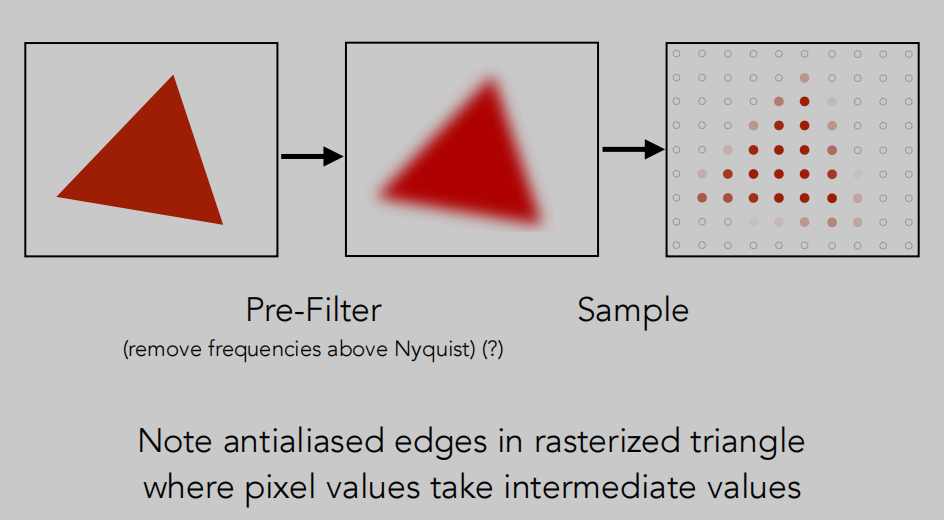 Pre-Filter
Sample
(remove frequencies above Nyquist) (?)
Note antialiased edges in rasterized triangle
where pixel values take intermediate values